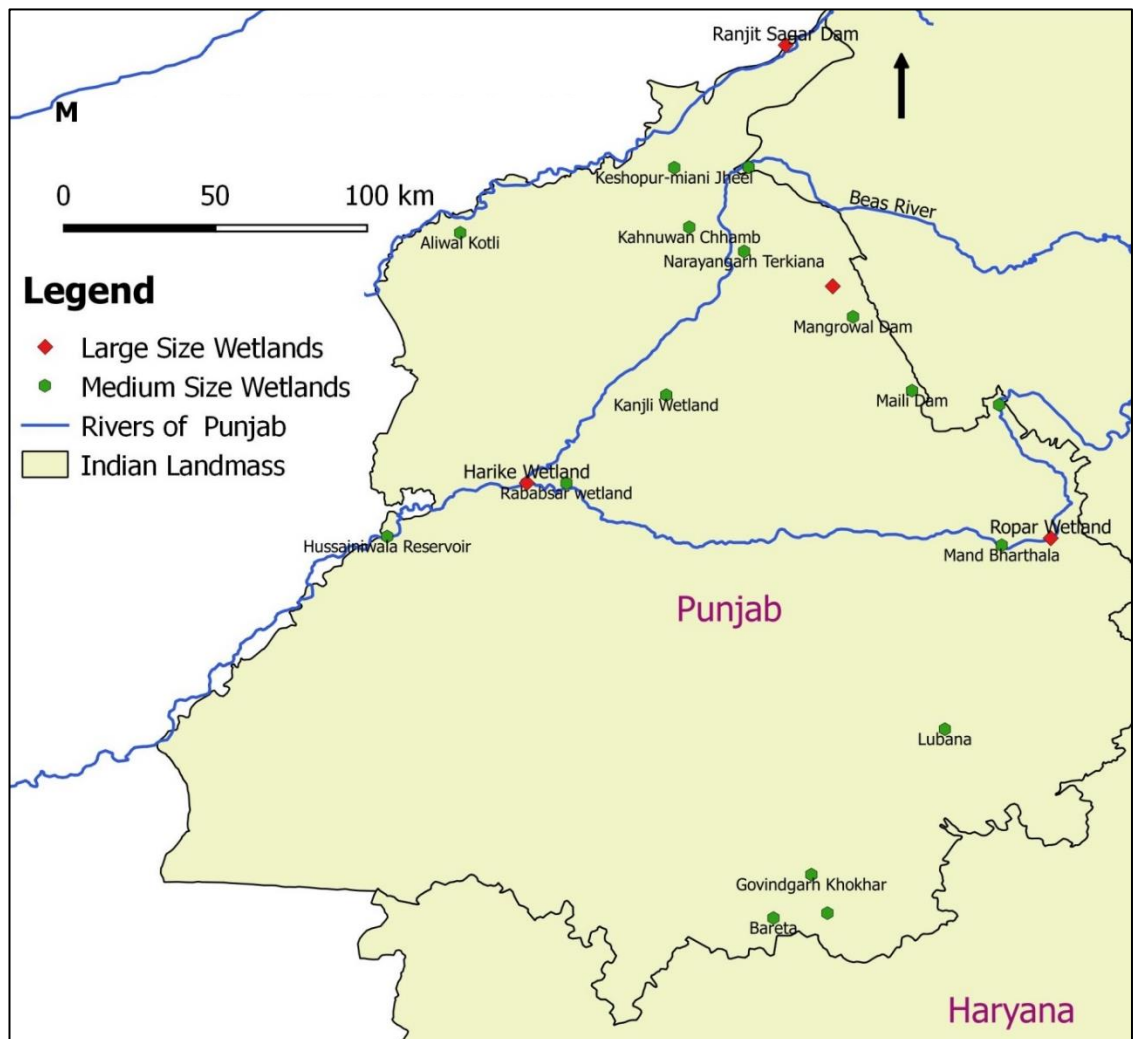 Ranjit Sagar Dam
M
Keshopur-miani Jheel
0 50 100 km
Beas River
Aliwal Kotli
Kahnuwan Chhamb
Narayangarh Terkiana
Legend
Mangrowal Dam
Large Size Wetlands
Medium Size Wetlands
Kanjli Wetland
Maili Dam
Rivers of Punjab
Indian Landmass
Harike Wetland
Rababsar wetland
Ropar Wetland
Hussainiwala Reservoir
Mand Bharthala
Punjab
Lubana
Govindgarh Khokhar
Bareta
Haryana